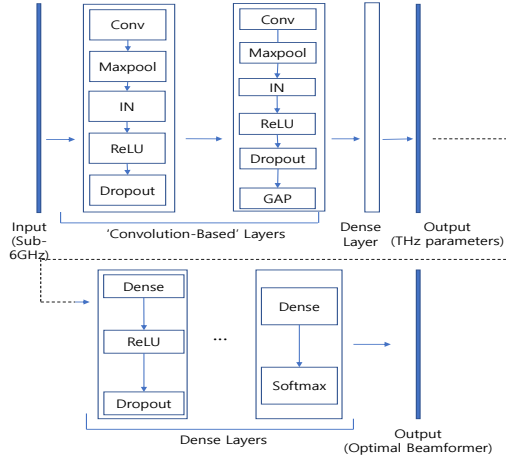 Conv
Maxpool
IN
ReLU
Dropout
Conv
Maxpool
IN
ReLU
Dropout
GAP
Input
(Sub-
6GHz)
'Convolution-Based' Layers
Dense
Layer
Output
(THz parameters)
Dense
ReLU
Dropout
...
Dense
Softmax
Dense Layers
Output
(Optimal Beamformer)